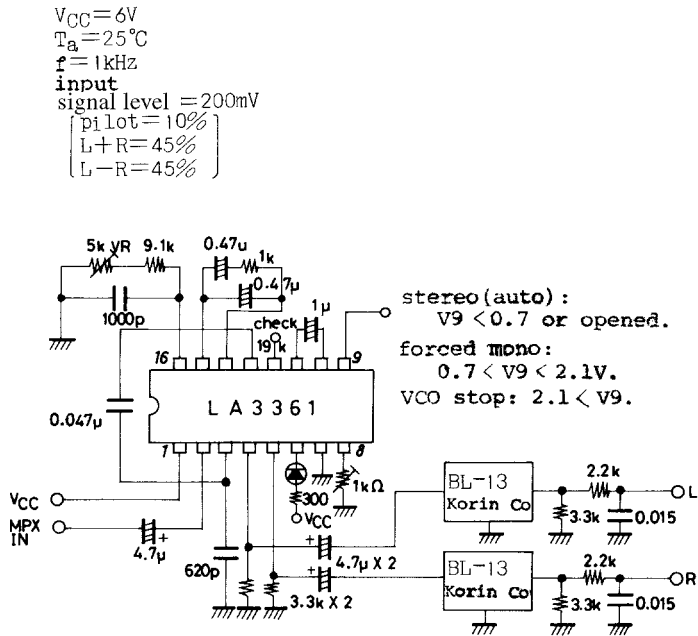 VCC=6V
Ta=25°C
f=1kHz
input
signal level =200mV
pilot=10%
L+R=45%
L−R=45%
5k VR 9.1k
0.47u
1k
0.47μ
1μ
1000p
check
19k
16
9
stereo(auto):
V9 <0.7 or opened.
forced mono:
0.7< V9 < 2.1V.
VCO stop: 2.1< V9.
0.047μ
LA3361
1
8
VCC
MPX
IN
4.7μ +
620p
300
VCC
1kΩ
3.3k X 2
+
+
4.7μ X 2
BL-13
Korin Co
2.2k
3.3k
0.015
L
BL-13
Korin Co
2.2k
3.3k
0.015
R